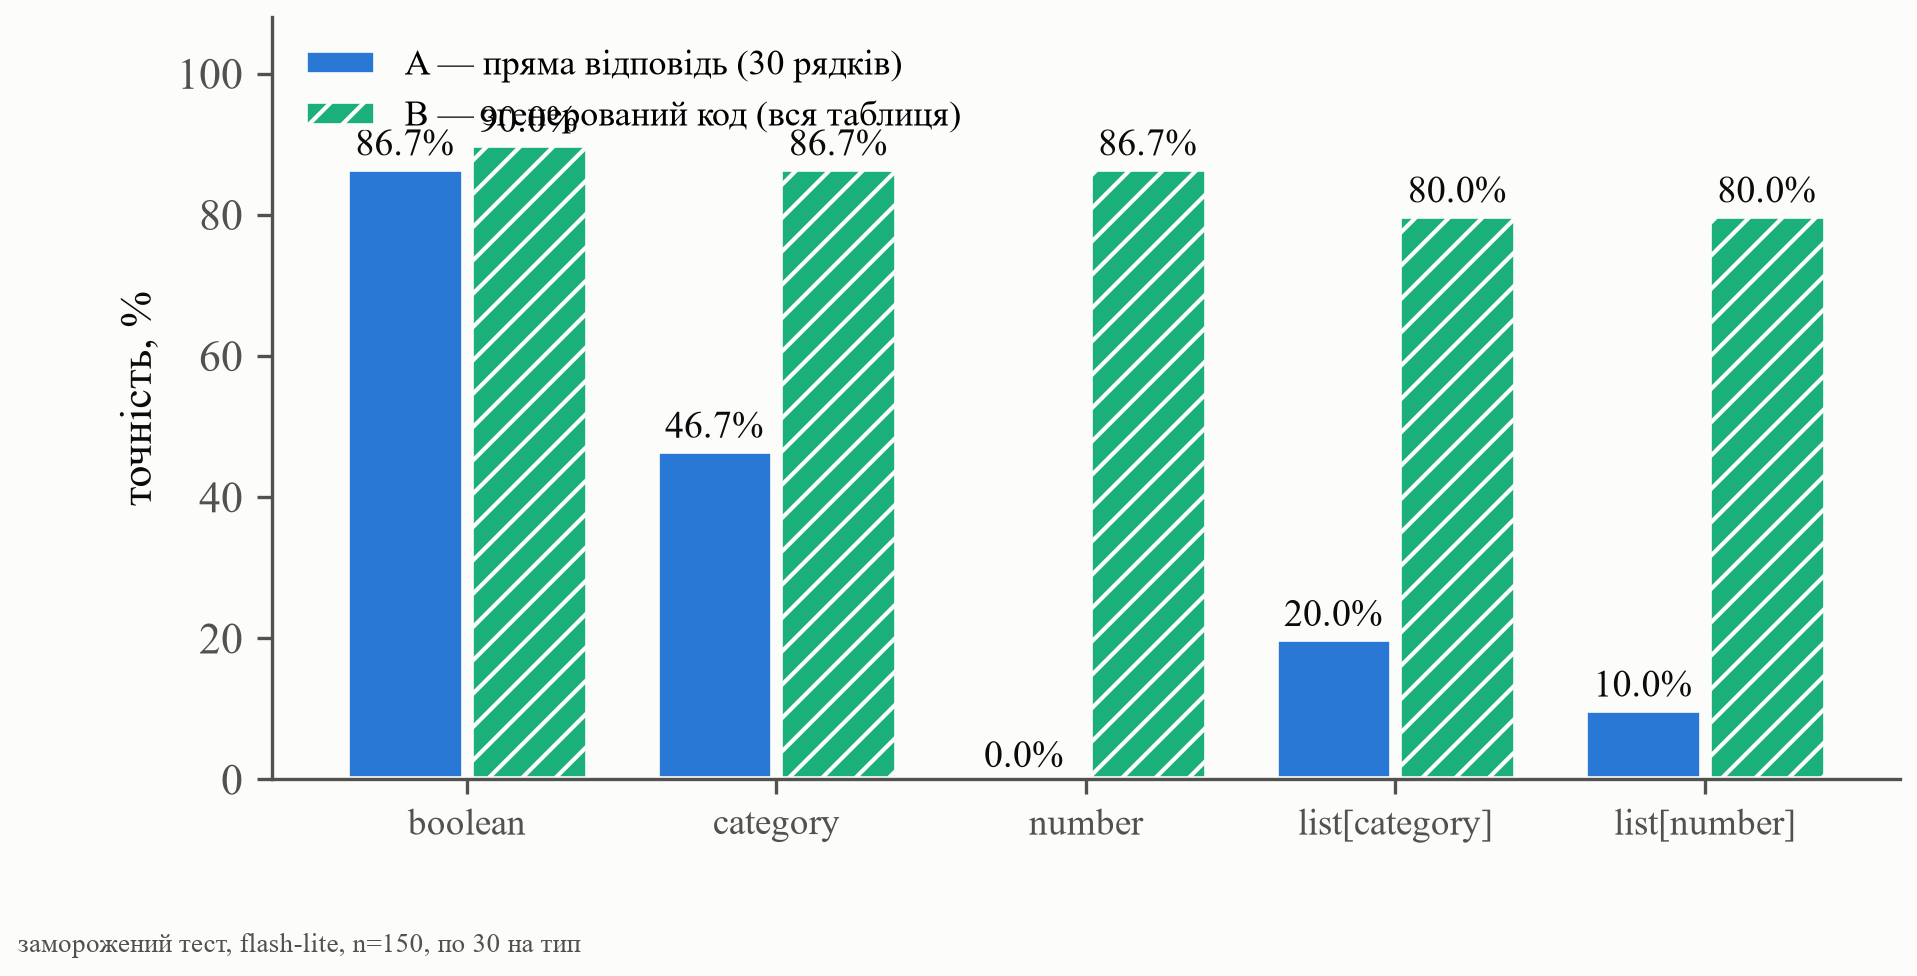 А — пряма відповідь (30 рядків)
В — згенерований код (вся таблиця)
точність, %
100
80
60
40
20
0
86.7% 90.0% 46.7% 86.7% 0.0% 86.7% 20.0% 80.0% 10.0% 80.0%
boolean category number list[category] list[number]
заморожений тест, flash-lite, n=150, по 30 на тип